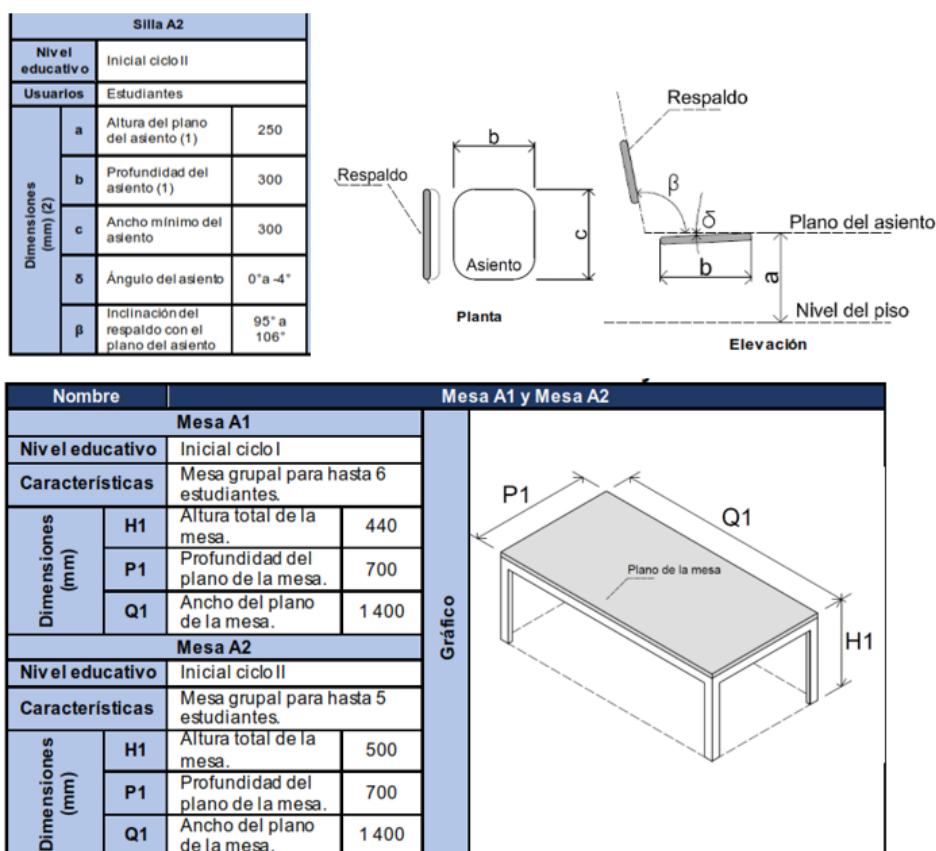 Silla A2
Nivel
educativo
Inicial ciclo II
Usuarios
Estudiantes
Dimensiones
(mm) (2)
a
Altura del plano
del asiento (1)
250
b
Profundidad del
asiento (1)
300
c
Ancho mínimo del
asiento
300
δ
Ángulo del asiento
0°a -4°
β
Inclinación del
respaldo con el
plano del asiento
95° a
106°
Respaldo
b
c
Asiento
Planta
Respaldo
β
δ
Plano del asiento
b
a
Nivel del piso
Elevación
Nombre
Mesa A1 y Mesa A2
Mesa A1
Nivel educativo
Inicial ciclo I
Características
Mesa grupal para hasta 6
estudiantes.
Dimensiones
(mm)
H1
Altura total de la
mesa.
440
P1
Profundidad del
plano de la mesa.
700
Q1
Ancho del plano
de la mesa.
1 400
Mesa A2
Nivel educativo
Inicial ciclo II
Características
Mesa grupal para hasta 5
estudiantes.
Dimensiones
(mm)
H1
Altura total de la
mesa.
500
P1
Profundidad del
plano de la mesa.
700
Q1
Ancho del plano
de la mesa.
1 400
Gráfico
P1
Q1
Plano de la mesa
H1